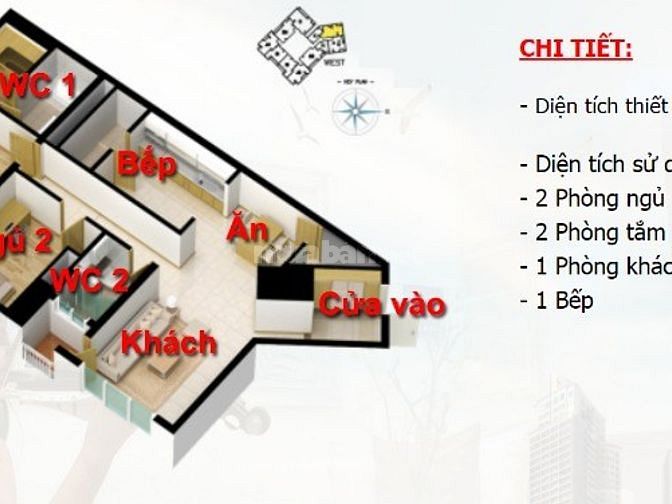 WEST
KEY PLAN
CHI TIẾT:
- Diện tích thiết
- Diện tích sử
- 2 Phòng ngủ
- 2 Phòng tắm
- 1 Phòng khác
- 1 Bếp
WC 1
Bếp
Ăn
gủ 2
WC 2
Cửa vào
Khách